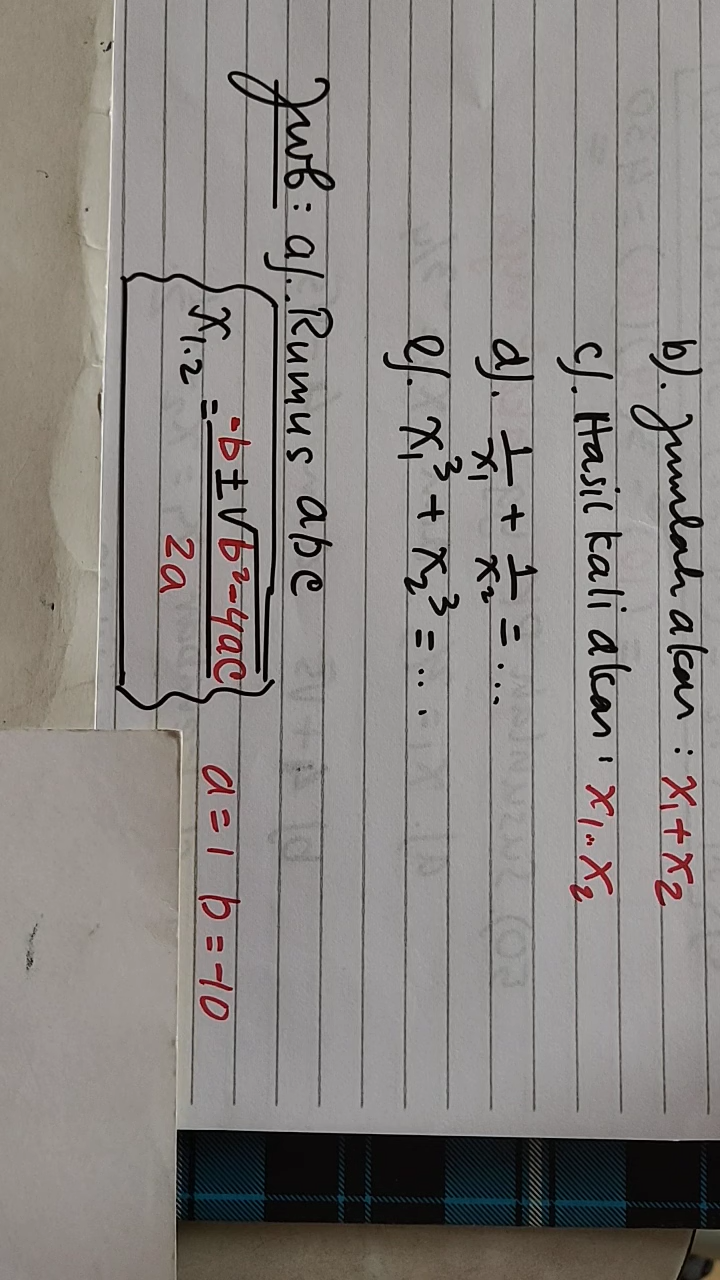 b). Jumlah akar : x₁ + x₂
c). Hasil kali akar : x₁ . x₂
d). 1/x₁ + 1/x₂ = ...
e). x₁³ + x₂³ = ...
Jwb : a). Rumus abc
x₁.₂ = -b ± √b²-4ac / 2a a = 1 b = -10